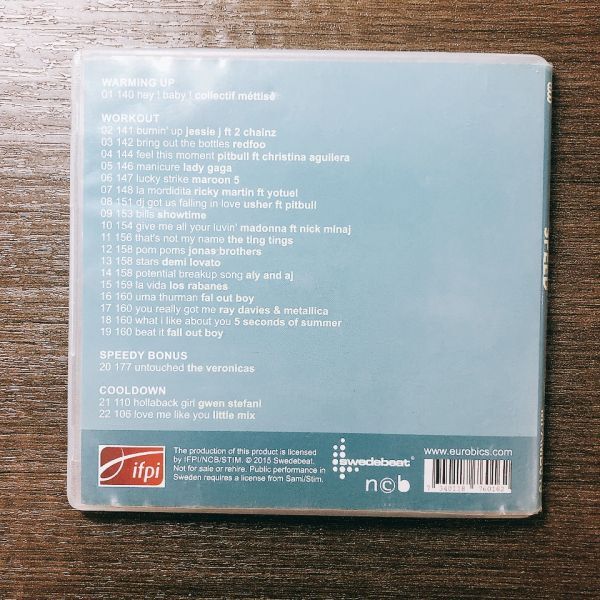 WARMING UP
01 140 hay ! baby ! collectif méttisé
WORKOUT
02 141 burnin' up jessie j ft 2 chainz
03 142 bring out the bottles redfoo
04 144 feel this moment pitbull ft christina aguilera
05 146 manicure lady gaga
06 147 lucky strike maroon 5
07 148 la mordidita ricky martin ft yotuel
08 151 dj got us falling in love usher ft pitbull
09 153 bills showtime
10 154 give me all your luvin' madonna ft nick minaj
11 156 that's not my name the ting tings
12 158 pom poms jonas brothers
13 158 stars demi lovato
14 158 potential breakup song aly and aj
15 159 la vida los rabanes
16 160 uma thurman fal out boy
17 160 you really got me ray davies & metallica
18 160 what i like about you 5 seconds of summer
19 160 beat it fall out boy
SPEEDY BONUS
20 177 untouched the veronicas
COOLDOWN
21 110 hollaback girl gwen stefani
22 106 love me like you little mix
ifpi
The production of this product is licensed
by IFPI/NCB/STIM. © 2015 Swedebeat.
Not for sale or rehire. Public performance in
Sweden requires a license from Sami/Stim.
swedebeat
n©b
www.eurobics.com